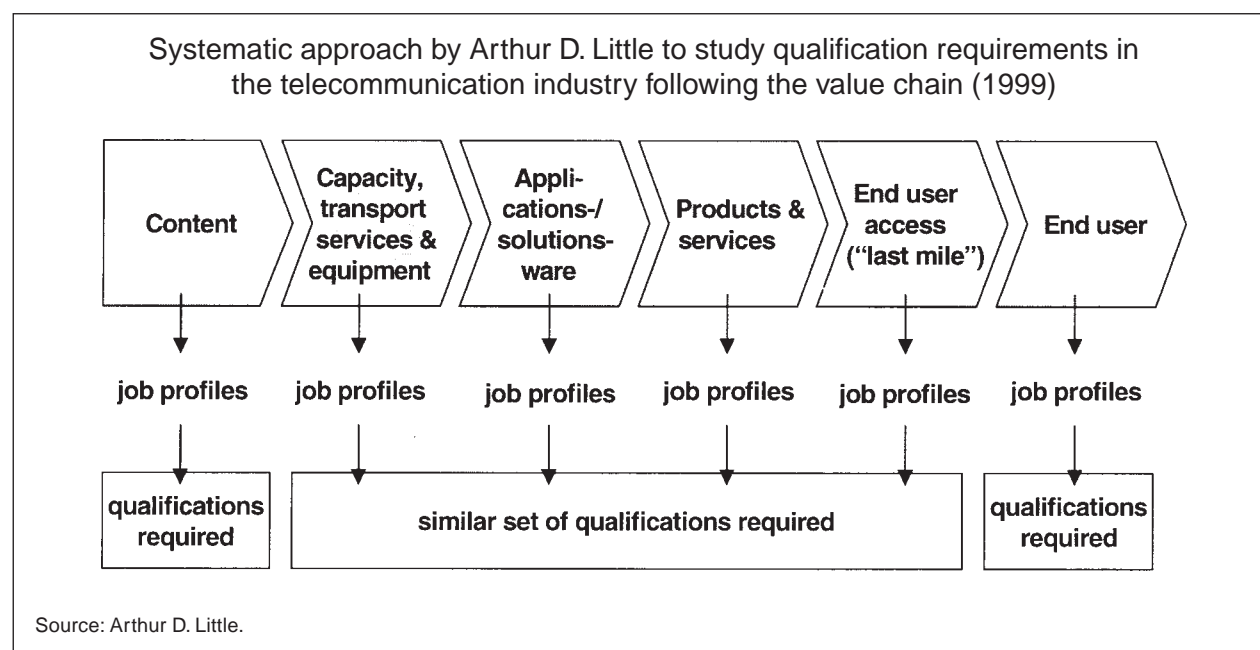 Systematic approach by Arthur D. Little to study qualification requirements in
the telecommunication industry following the value chain (1999)
Content
Capacity,
transport
services &
equipment
Appli-
cations-/
solutions-
ware
Products &
services
End user
access
(“last mile”)
End user
job profiles
job profiles
job profiles
job profiles
job profiles
job profiles
qualifications
required
similar set of qualifications required
qualifications
required
Source: Arthur D. Little.